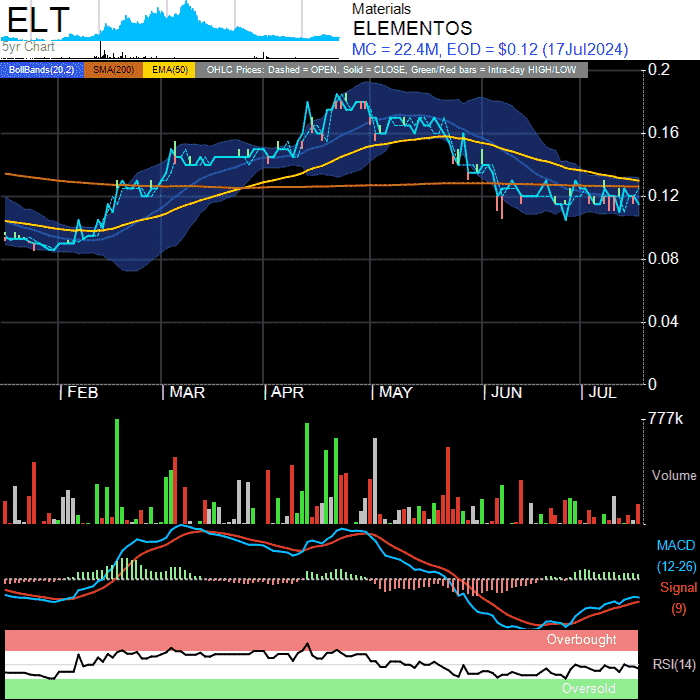 ELT
5yr Chart
Materials
ELEMENTOS
MC = 22.4M, EOD = $0.12 (17Jul2024)
BollBands(20,2) SMA(200) EMA(50) OHLC Prices: Dashed = OPEN, Solid = CLOSE, Green/Red bars = Intra-day HIGH/LOW
0.2
0.16
0.12
0.08
0.04
0
FEB MAR APR MAY JUN JUL
777k
Volume
MACD
(12-26)
Signal
(9)
Overbought
RSI(14)
Oversold